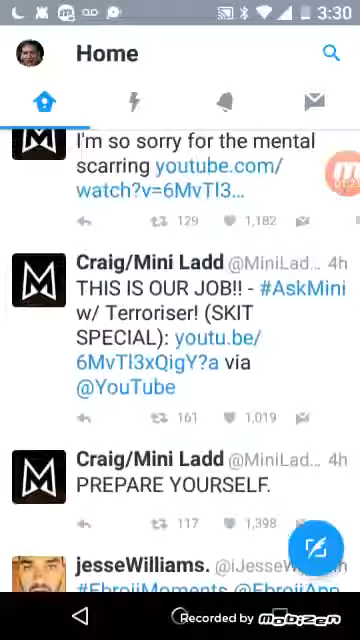 3:30
Home
I'm so sorry for the mental
scarring youtube.com/
watch?v=6MvTl3...
129 1,182
Craig/Mini Ladd @MiniLad... 4h
THIS IS OUR JOB!! - #AskMini
w/ Terroriser! (SKIT
SPECIAL): youtu.be/
6MvTl3xQigY?a via
@YouTube
161 1,019
Craig/Mini Ladd @MiniLad... 4h
PREPARE YOURSELF.
117 1,398
jesseWilliams. @iJesseW
#EbrojiMoments @EbrojiApp
Recorded by mobizen